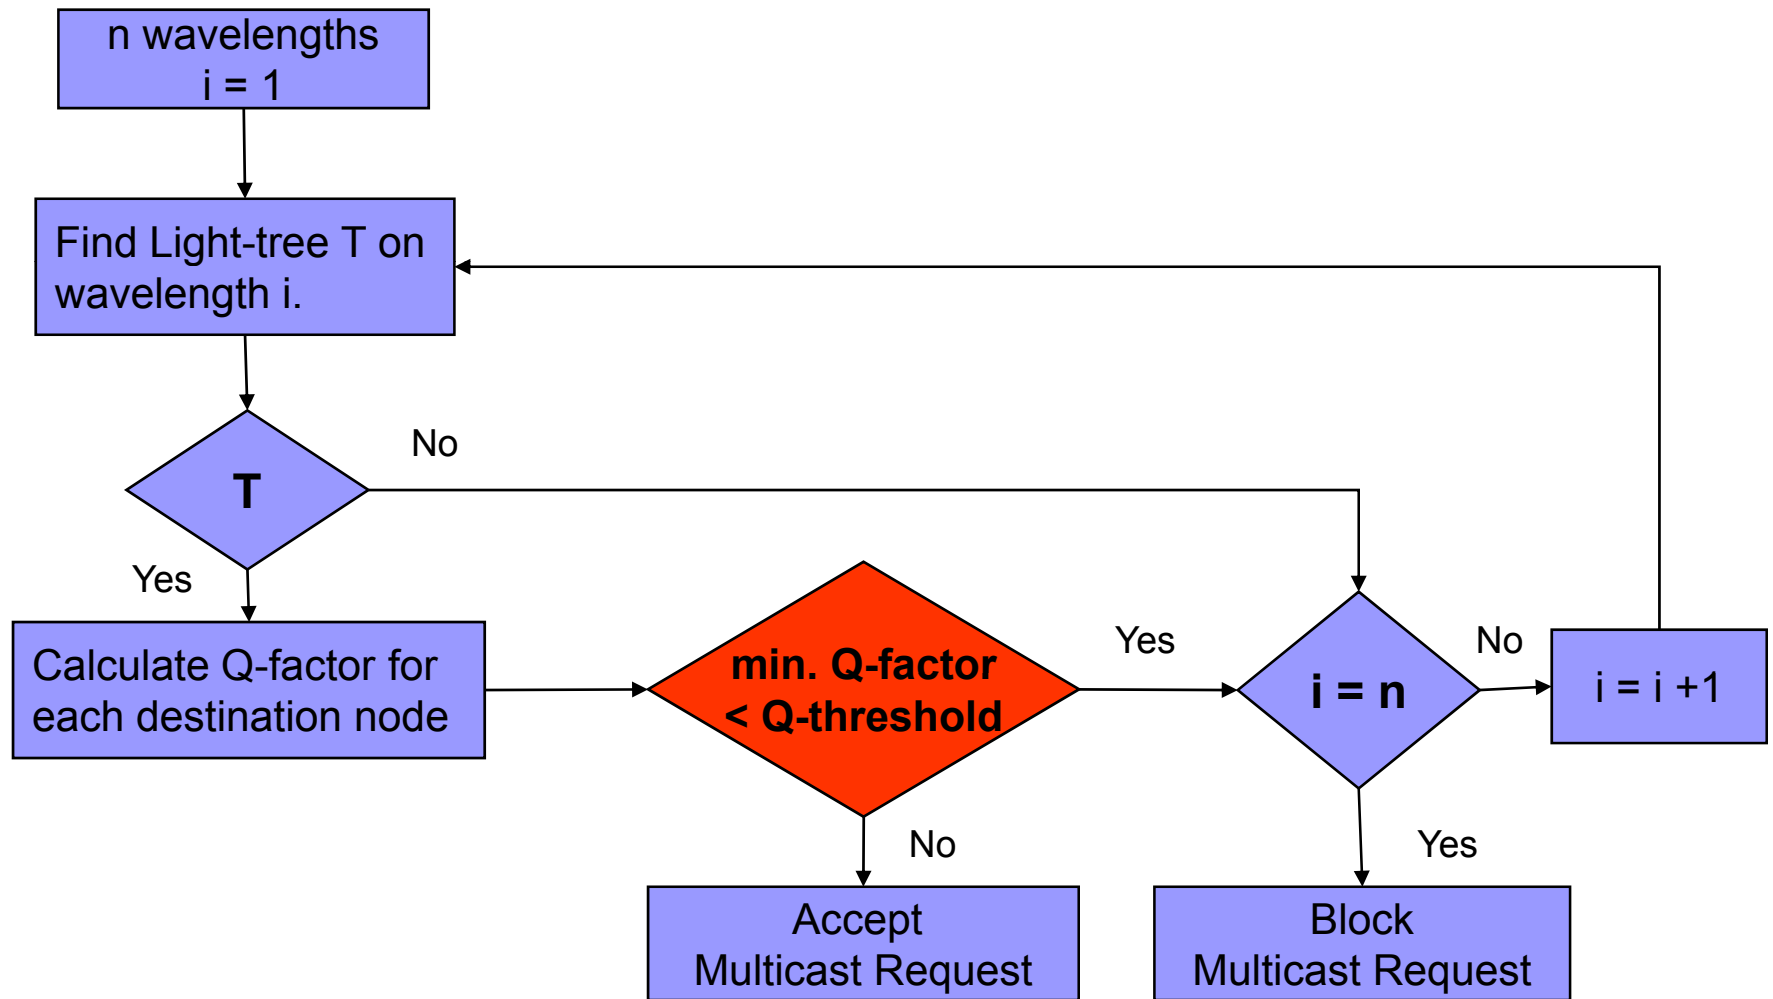 n wavelengths
i = 1
Find Light-tree T on
wavelength i.
T
No
Yes
Calculate Q-factor for
each destination node
min. Q-factor
< Q-threshold
Yes
No
i = n
No
Yes
i = i +1
Accept
Multicast Request
Block
Multicast Request